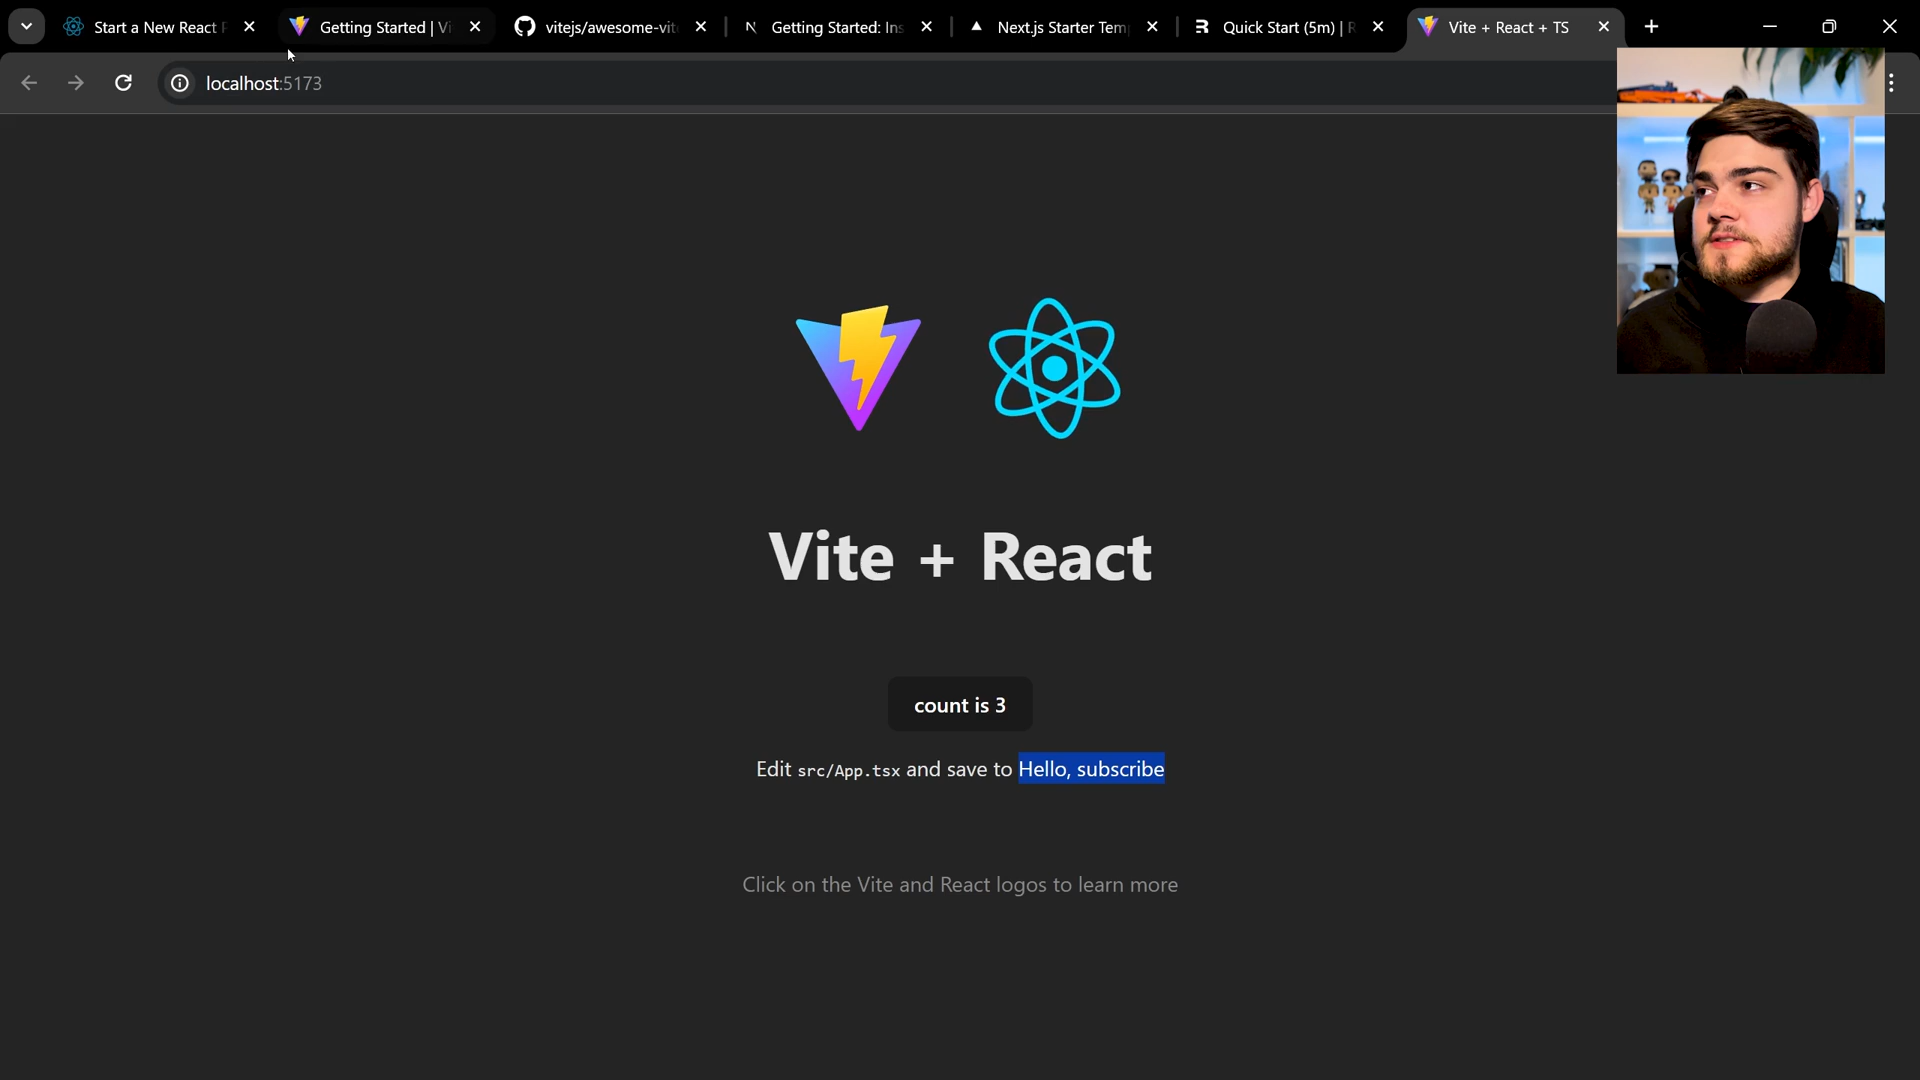 Start a New React
Getting Started | Vi
vitejs/awesome-vit
Getting Started: Ins
Next.js Starter Tem
Quick Start (5m) | R
Vite + React + TS
localhost:5173
Vite + React
count is 3
Edit src/App.tsx and save to Hello, subscribe
Click on the Vite and React logos to learn more